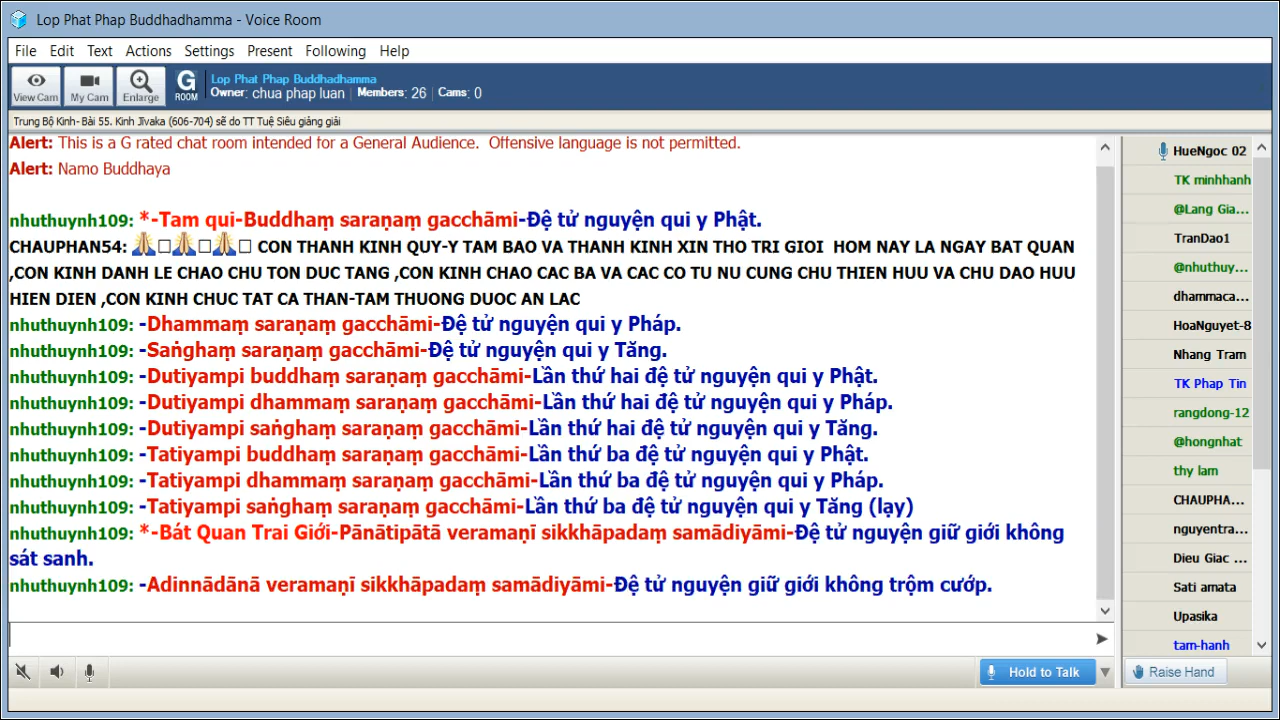 Lop Phat Phap Buddhadhamma - Voice Room
File Edit Text Actions Settings Present Following Help
View Cam My Cam Enlarge G ROOM
Lop Phat Phap Buddhadhamma
Owner: chua phap luan Members: 26 Cams: 0
Trung Bộ Kinh- Bài 55. Kinh Jīvaka (606-704) sẽ do TT Tuệ Siêu giảng giải
Alert: This is a G rated chat room intended for a General Audience. Offensive language is not permitted.
Alert: Namo Buddhaya
nhuthuynh109: *-Tam qui-Buddhaṃ saraṇaṃ gacchāmi-Đệ tử nguyện qui y Phật.
CHAUPHAN54: 🙏□🙏□🙏□ CON THANH KINH QUY-Y TAM BAO VA THANH KINH XIN THO TRI GIOI HOM NAY LA NGAY BAT QUAN
,CON KINH DANH LE CHAO CHU TON DUC TANG ,CON KINH CHAO CAC BA VA CAC CO TU NU CUNG CHU THIEN HUU VA CHU DAO HUU
HIEN DIEN ,CON KINH CHUC TAT CA THAN-TAM THUONG DUOC AN LAC
nhuthuynh109: -Dhammaṃ saraṇaṃ gacchāmi-Đệ tử nguyện qui y Pháp.
nhuthuynh109: -Saṅghaṃ saraṇaṃ gacchāmi-Đệ tử nguyện qui y Tăng.
nhuthuynh109: -Dutiyampi buddhaṃ saraṇaṃ gacchāmi-Lần thứ hai đệ tử nguyện qui y Phật.
nhuthuynh109: -Dutiyampi dhammaṃ saraṇaṃ gacchāmi-Lần thứ hai đệ tử nguyện qui y Pháp.
nhuthuynh109: -Dutiyampi saṅghaṃ saraṇaṃ gacchāmi-Lần thứ hai đệ tử nguyện qui y Tăng.
nhuthuynh109: -Tatiyampi buddhaṃ saraṇaṃ gacchāmi-Lần thứ ba đệ tử nguyện qui y Phật.
nhuthuynh109: -Tatiyampi dhammaṃ saraṇaṃ gacchāmi-Lần thứ ba đệ tử nguyện qui y Pháp.
nhuthuynh109: -Tatiyampi saṅghaṃ saraṇaṃ gacchāmi-Lần thứ ba đệ tử nguyện qui y Tăng (lạy)
nhuthuynh109: *-Bát Quan Trai Giới-Pānātipātā veramaṇī sikkhāpadaṃ samādiyāmi-Đệ tử nguyện giữ giới không
sát sanh.
nhuthuynh109: -Adinnādānā veramaṇī sikkhāpadaṃ samādiyāmi-Đệ tử nguyện giữ giới không trộm cướp.
HueNgoc 02
TK minhhanh
@Lang Gia...
TranDao1
@nhuthuy...
dhammaca...
HoaNguyet-8
Nhang Tram
TK Phap Tin
rangdong-12
@hongnhat
thy lam
CHAUPHA...
nguyentra...
Dieu Giac ...
Sati amata
Upasika
tam-hanh
Hold to Talk
Raise Hand